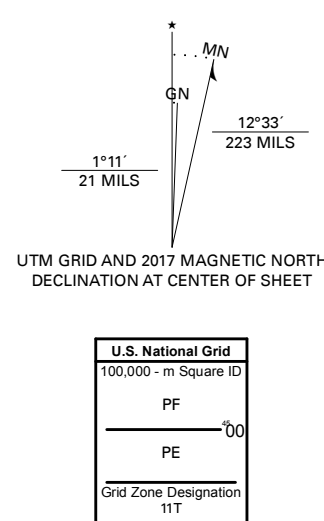 ★
MN
GN
12°33´
223 MILS
1°11´
21 MILS
UTM GRID AND 2017 MAGNETIC NORTH
DECLINATION AT CENTER OF SHEET
U.S. National Grid
100,000 - m Square ID
PF
4500
PE
Grid Zone Designation
11T